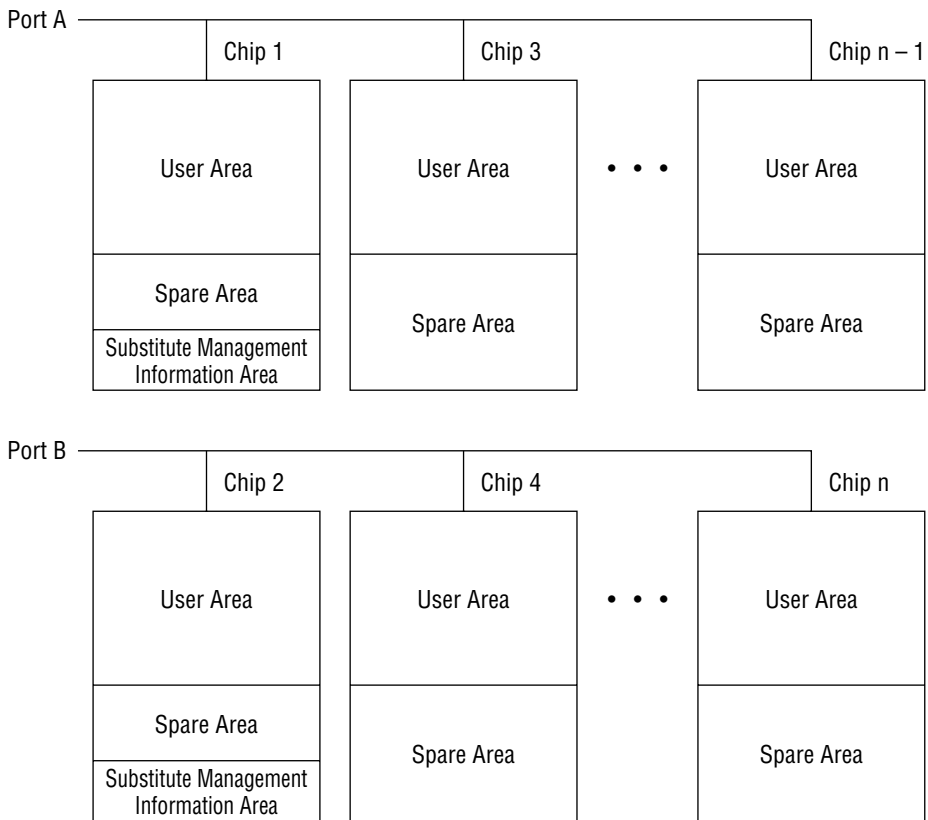 Port A
Chip 1
Chip 3
Chip n – 1
User Area
User Area
• • •
User Area
Spare Area
Spare Area
Spare Area
Substitute Management
Information Area
Port B
Chip 2
Chip 4
Chip n
User Area
User Area
• • •
User Area
Spare Area
Spare Area
Spare Area
Substitute Management
Information Area